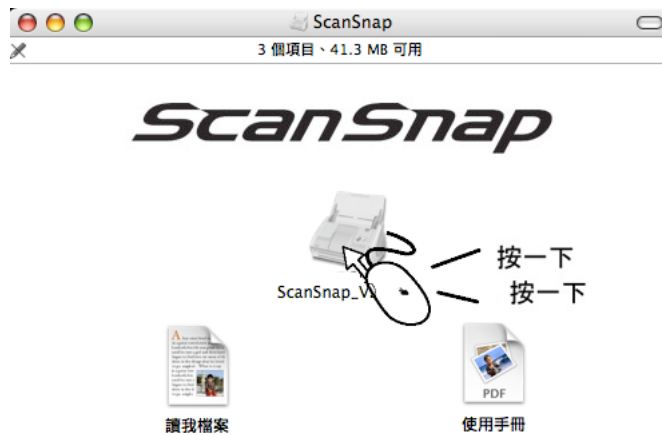 ScanSnap
3 個項目、41.3 MB 可用
ScanSnap
按一下
按一下
ScanSnap_V
PDF
讀我檔案
使用手冊